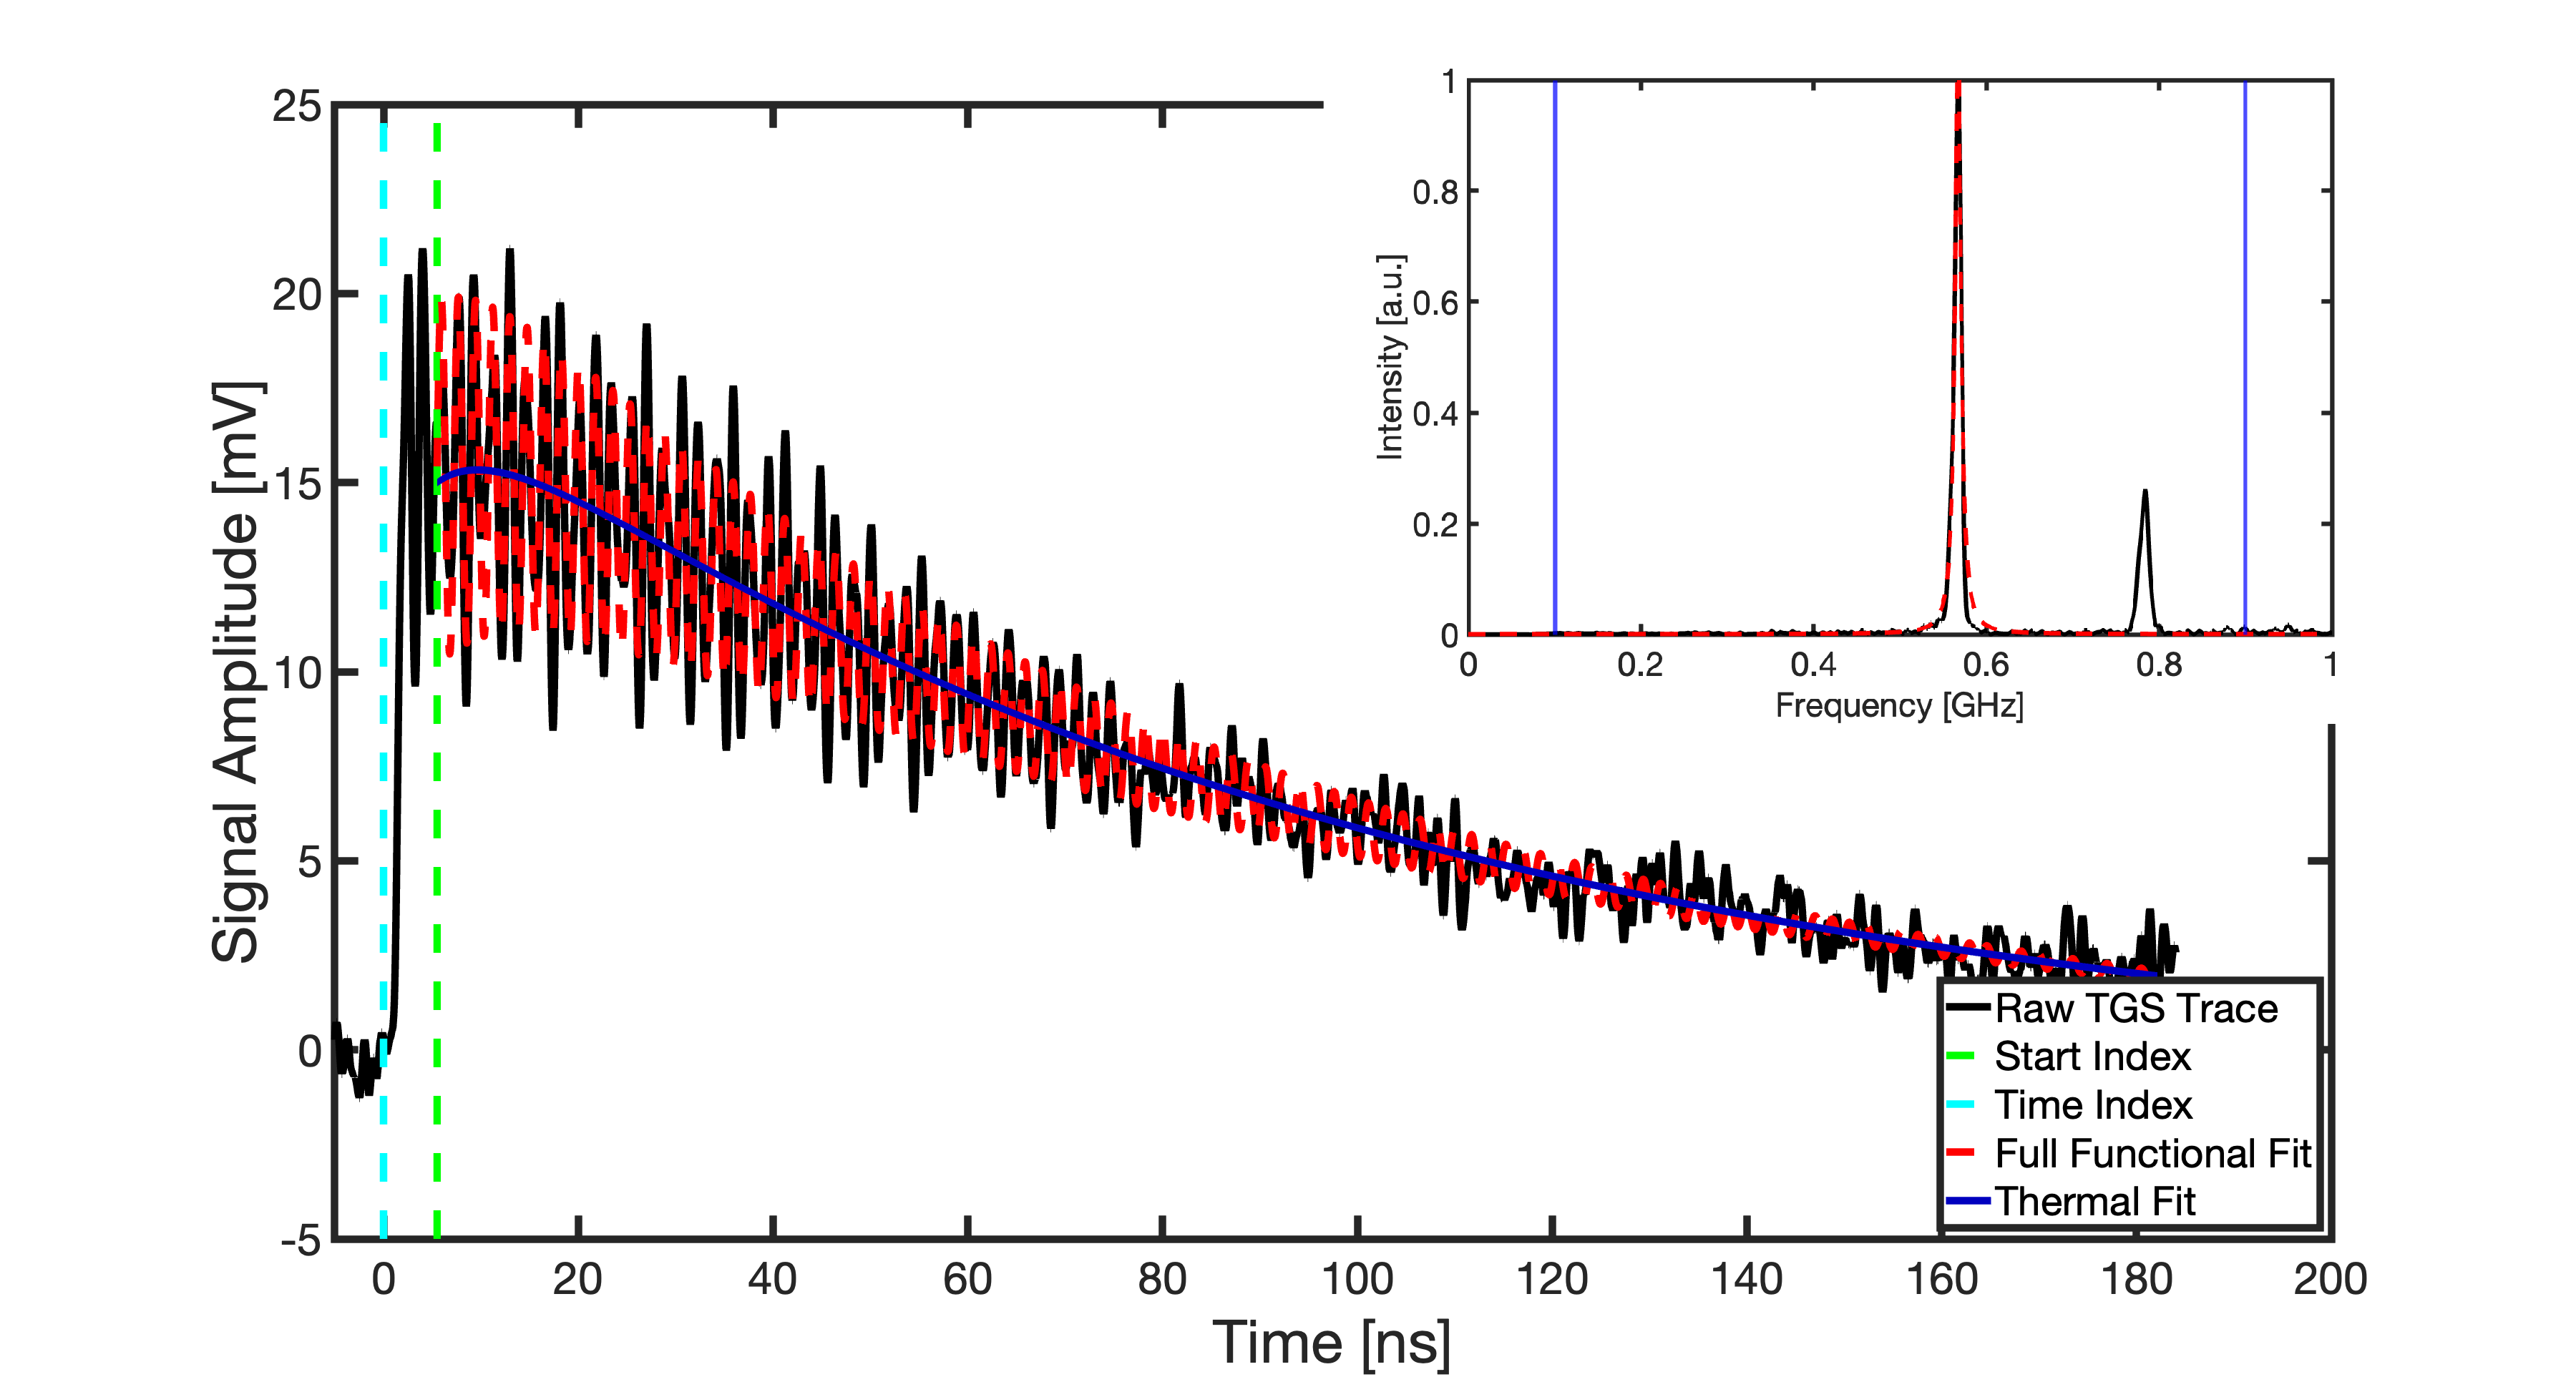 25
20
15
10
5
0
-5
Signal Amplitude [mV]
0 20 40 60 80 100 120 140 160 180 200
Time [ns]
1
0.8
0.6
0.4
0.2
0
Intensity [a.u.]
0 0.2 0.4 0.6 0.8 1
Frequency [GHz]
Raw TGS Trace
Start Index
Time Index
Full Functional Fit
Thermal Fit